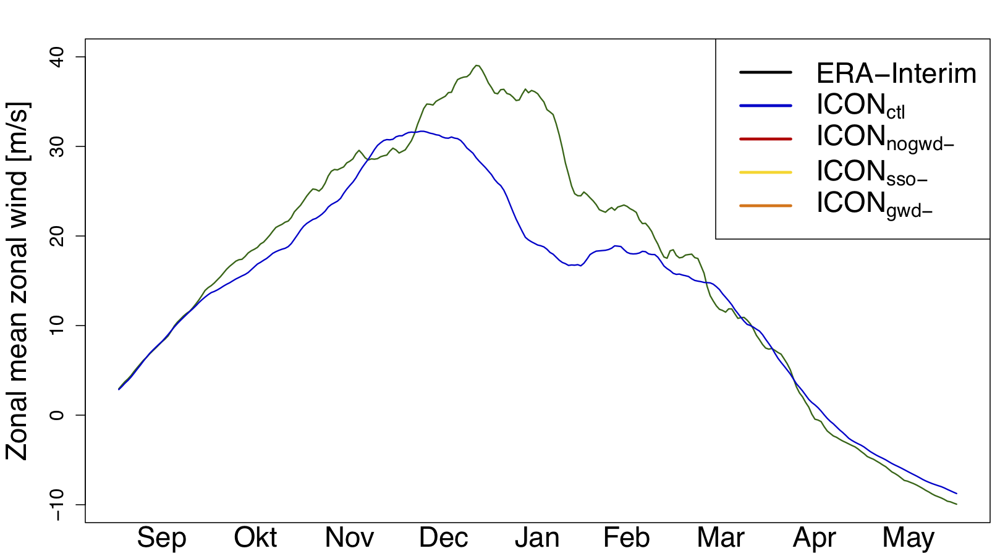 Zonal mean zonal wind [m/s]
40
30
20
10
0
−10
ERA−Interim
ICONctl
ICONnogwd−
ICONsso−
ICONgwd−
Sep Okt Nov Dec Jan Feb Mar Apr May